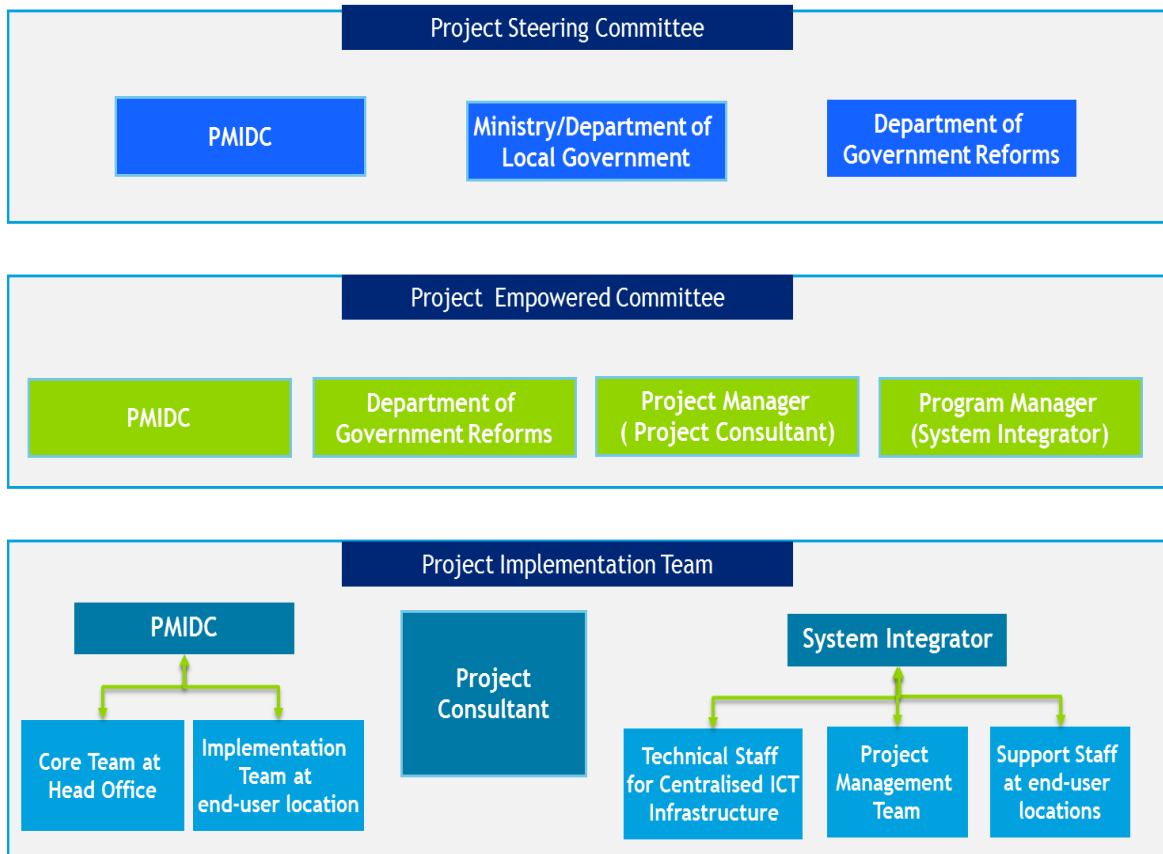 Project Steering Committee
PMIDC
Ministry/Department of
Local Government
Department of
Government Reforms
Project Empowered Committee
PMIDC
Department of
Government Reforms
Project Manager
( Project Consultant)
Program Manager
(System Integrator)
Project Implementation Team
PMIDC
Core Team at
Head Office
Implementation
Team at
end-user location
Project
Consultant
System Integrator
Technical Staff
for Centralised ICT
Infrastructure
Project
Management
Team
Support Staff
at end-user
locations